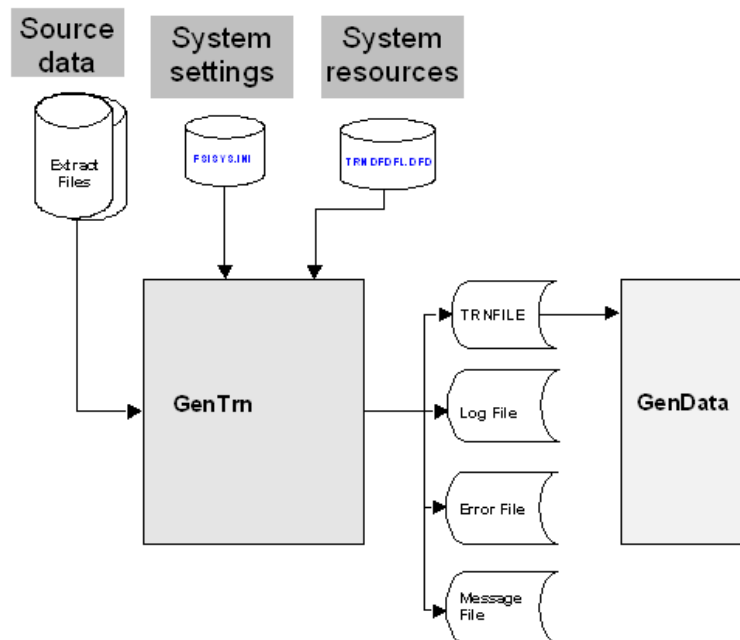 Source
data
System
settings
System
resources
Extract
Files
FSISYS.INI
TRNDFDFL.DFD
TRNFILE
GenTrn
Log File
GenData
Error File
Message
File